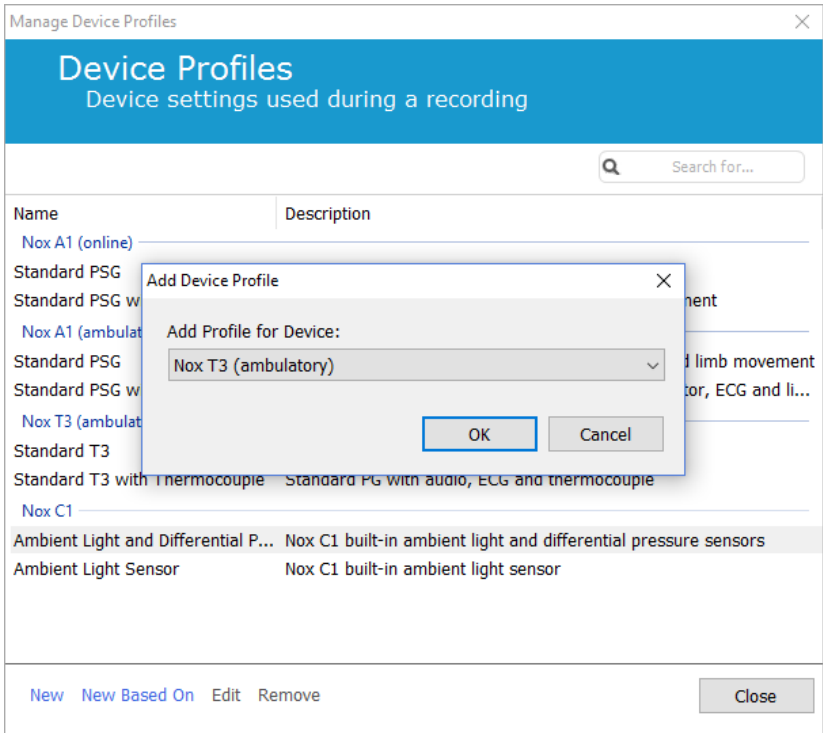 Manage Device Profiles
Device Profiles
Device settings used during a recording
Search for...
Name Description
Nox A1 (online)
Standard PSG
Standard PSG
Nox A1
Standard PSG limb movement
Standard PSG ECG and li...
Nox T3
Standard T3
Standard T3 with Thermocouple Standard PG with audio, ECG and thermocouple
Nox C1
Ambient Light and Differential P... Nox C1 built-in ambient light and differential pressure sensors
Ambient Light Sensor Nox C1 built-in ambient light sensor
Add Device Profile
Add Profile for Device:
Nox T3 (ambulatory)
OK Cancel
New New Based On Edit Remove Close